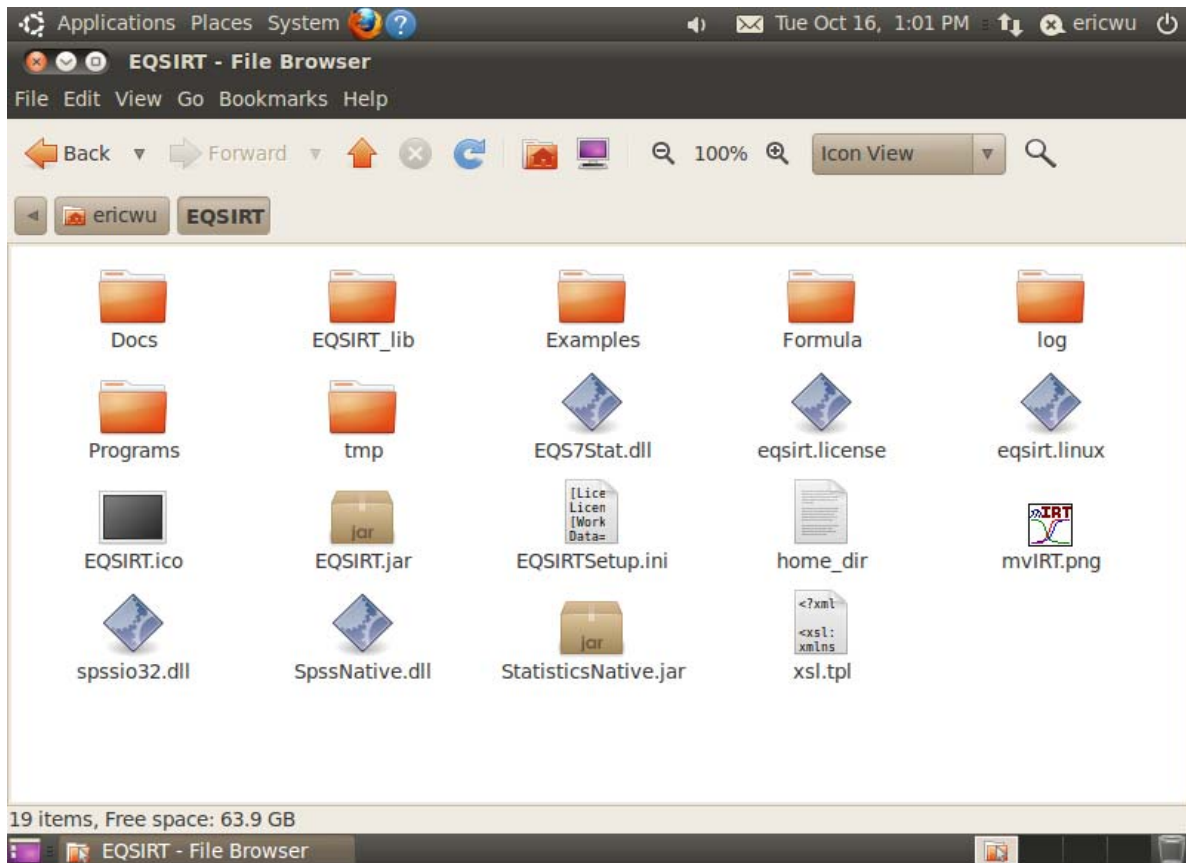 Applications Places System ? Tue Oct 16, 1:01 PM ericwu
EQSIRT - File Browser
File Edit View Go Bookmarks Help
Back Forward 100% Icon View
ericwu EQSIRT
Docs EQSIRT_lib Examples Formula log
Programs tmp EQS7Stat.dll eqsirt.license eqsirt.linux
[Lice
Licen
[Work
Data=
IRT
jar
EQSIRT.ico EQSIRT.jar EQSIRTSetup.ini home_dir mvIRT.png
<?xml
<xsl:
xmlns
jar
spssio32.dll SpssNative.dll StatisticsNative.jar xsl.tpl
19 items, Free space: 63.9 GB
EQSIRT - File Browser